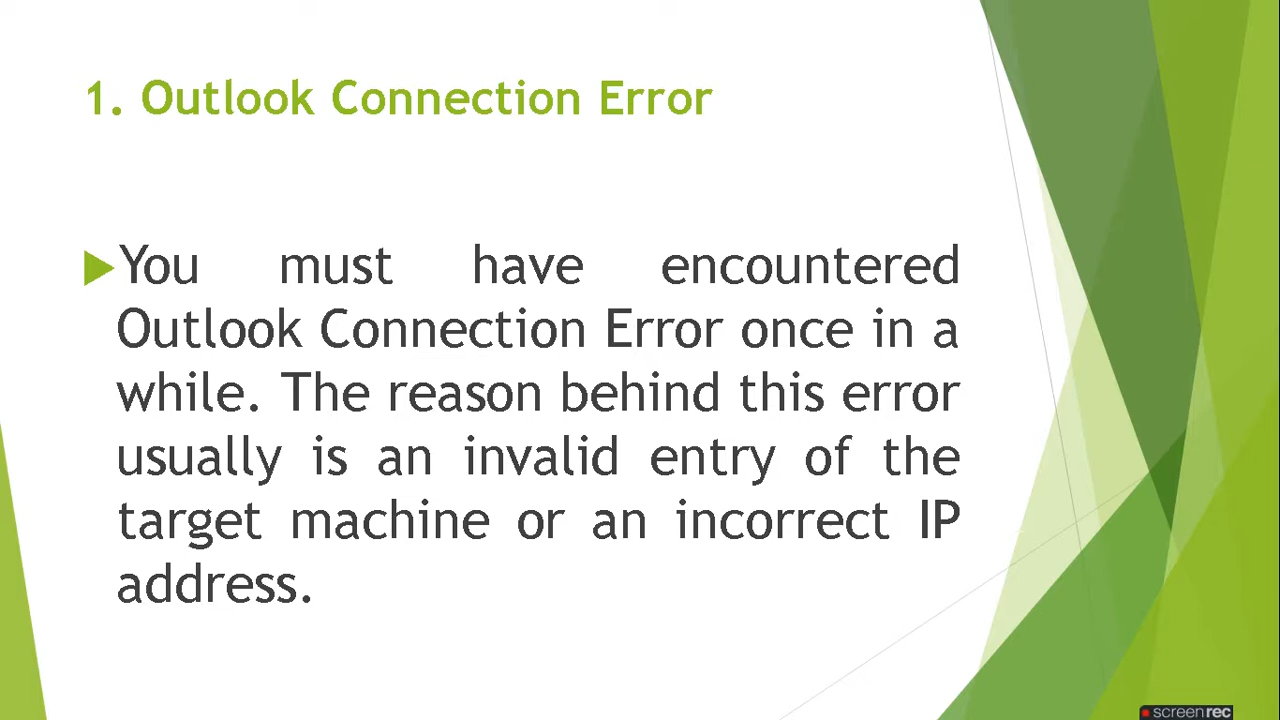 1. Outlook Connection Error
You must have encountered
Outlook Connection Error once in a
while. The reason behind this error
usually is an invalid entry of the
target machine or an incorrect IP
address.
screenrec